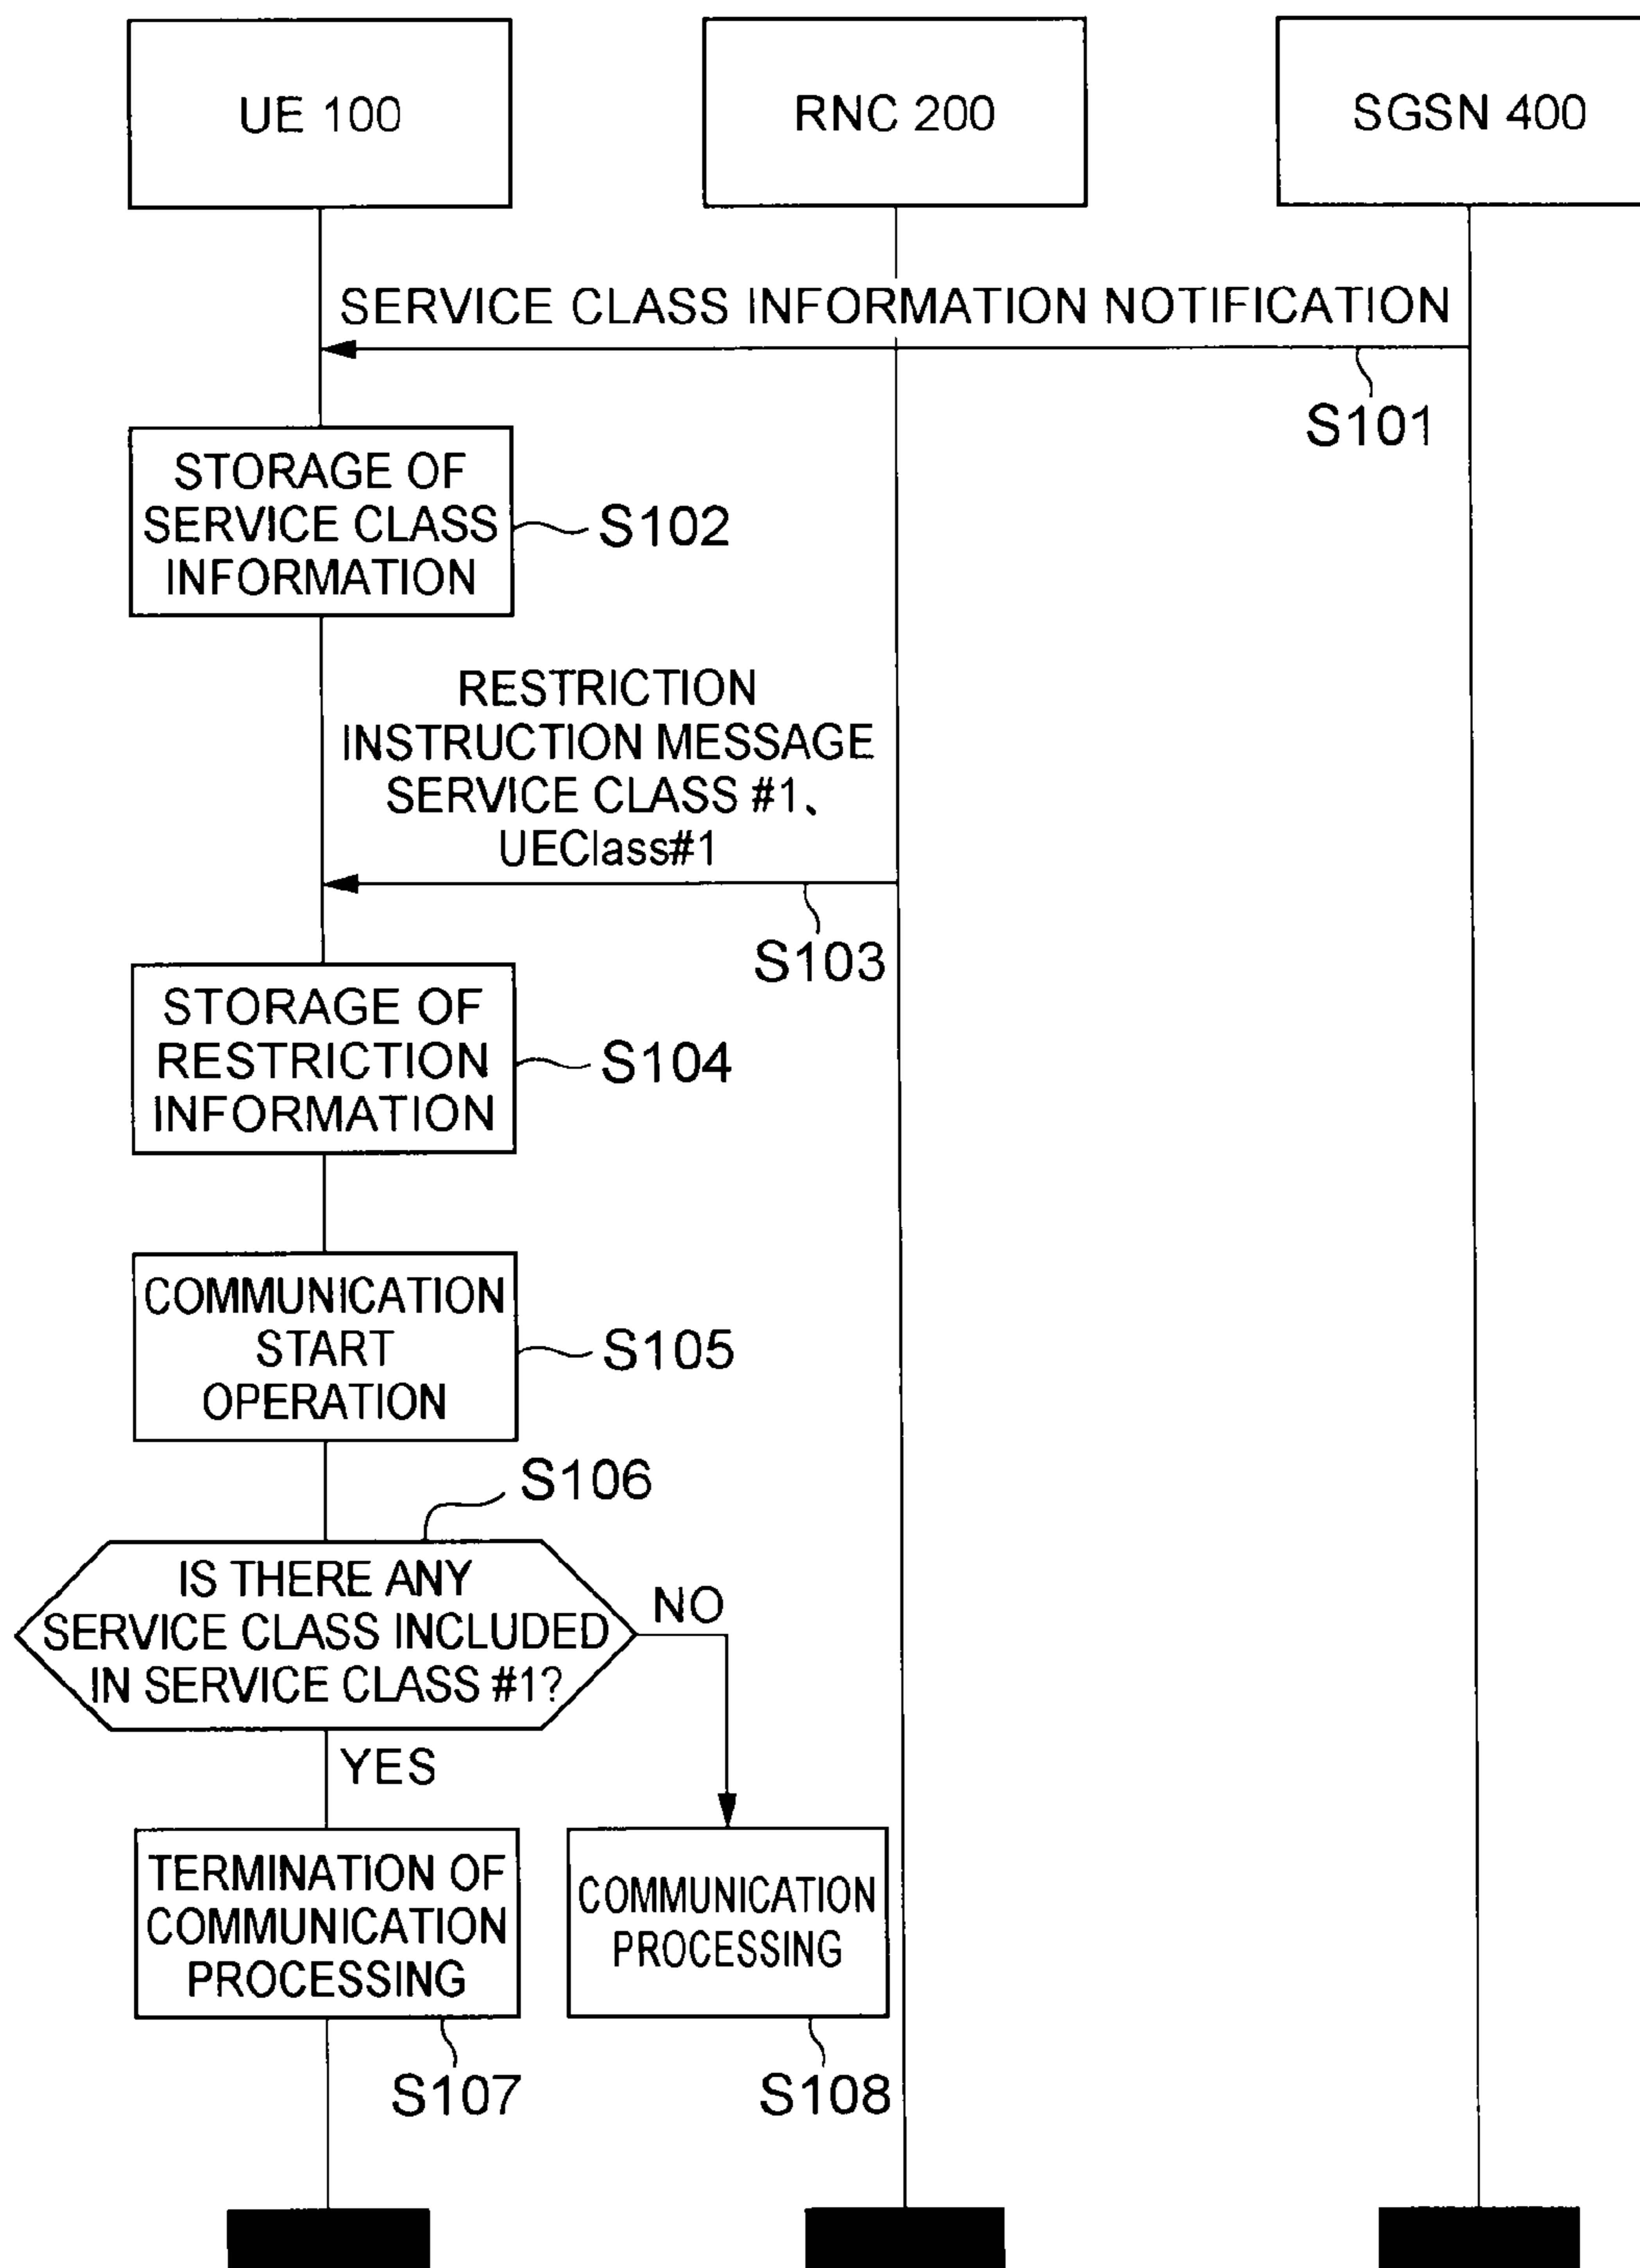 UE 100
RNC 200
SGSN 400
SERVICE CLASS INFORMATION NOTIFICATION
S101
STORAGE OF
SERVICE CLASS
INFORMATION
S102
RESTRICTION
INSTRUCTION MESSAGE
SERVICE CLASS #1、
UEClass#1
S103
STORAGE OF
RESTRICTION
INFORMATION
S104
COMMUNICATION
START
OPERATION
S105
S106
IS THERE ANY
SERVICE CLASS INCLUDED
IN SERVICE CLASS #1?
NO
YES
TERMINATION OF
COMMUNICATION
PROCESSING
COMMUNICATION
PROCESSING
S107
S108